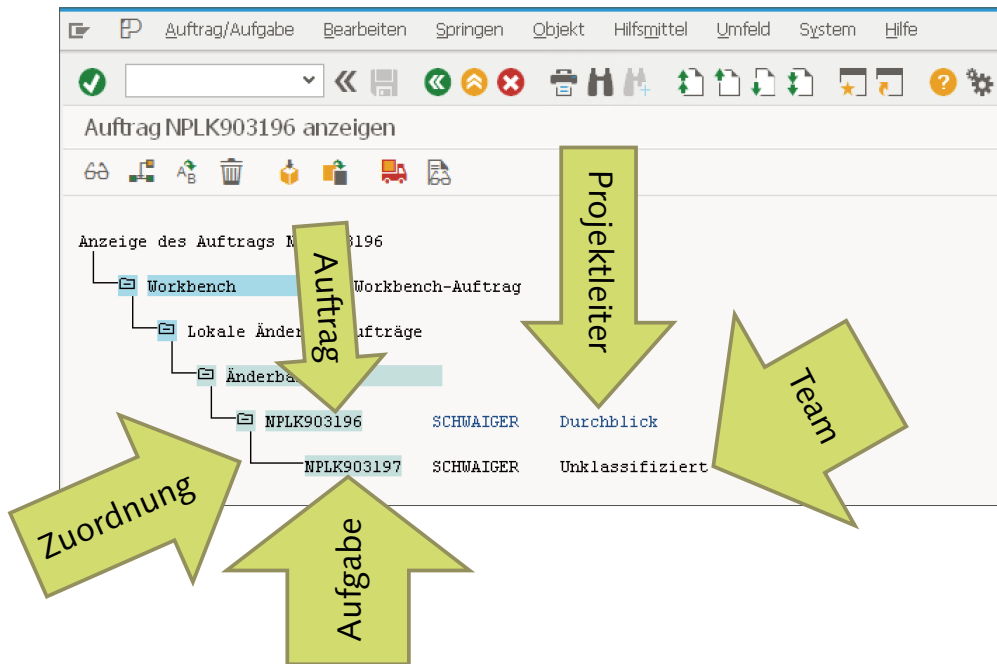 Auftrag/Aufgabe Bearbeiten Springen Objekt Hilfsmittel Umfeld System Hilfe
Auftrag NPLK903196 anzeigen
Anzeige des Auftrags N 3196
Workbench Workbench-Auftrag
Lokale Änder ufträge
Änderba
NPLK903196 SCHWAIGER Durchblick
NPLK903197 SCHWAIGER Unklassifiziert
Auftrag
Projektleiter
Team
Zuordnung
Aufgabe